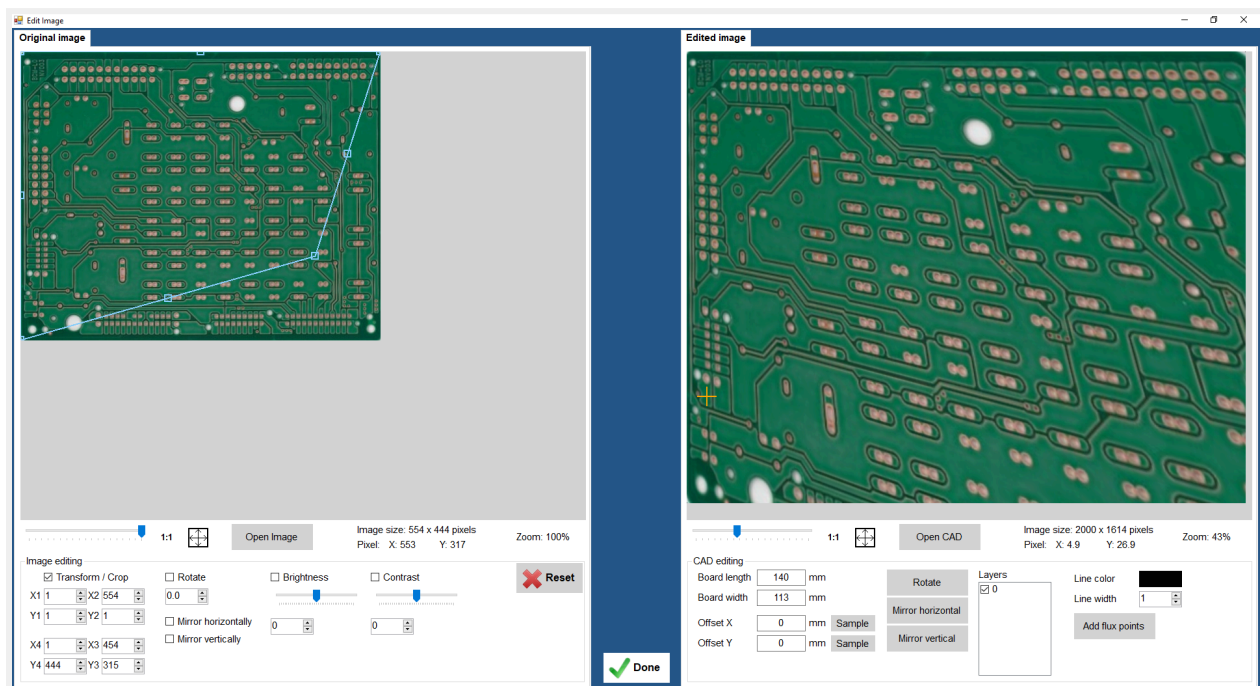 Edit Image
Original image
Edited image
1:1
Open Image
Image size: 554 x 444 pixels
Pixel: X: 553 Y: 317
Zoom: 100%
1:1
Open CAD
Image size: 2000 x 1614 pixels
Pixel: X: 4.9 Y: 26.9
Zoom: 43%
Image editing
Transform / Crop
Rotate
Brightness
Contrast
Reset
X1 1 X2 554
0.0
Y1 1 Y2 1
Mirror horizontally
0
0
Mirror vertically
X4 1 X3 454
Y4 444 Y3 315
Done
CAD editing
Board length 140 mm
Board width 113 mm
Offset X 0 mm Sample
Offset Y 0 mm Sample
Rotate
Mirror horizontal
Mirror vertical
Layers
0
Line color
Line width 1
Add flux points